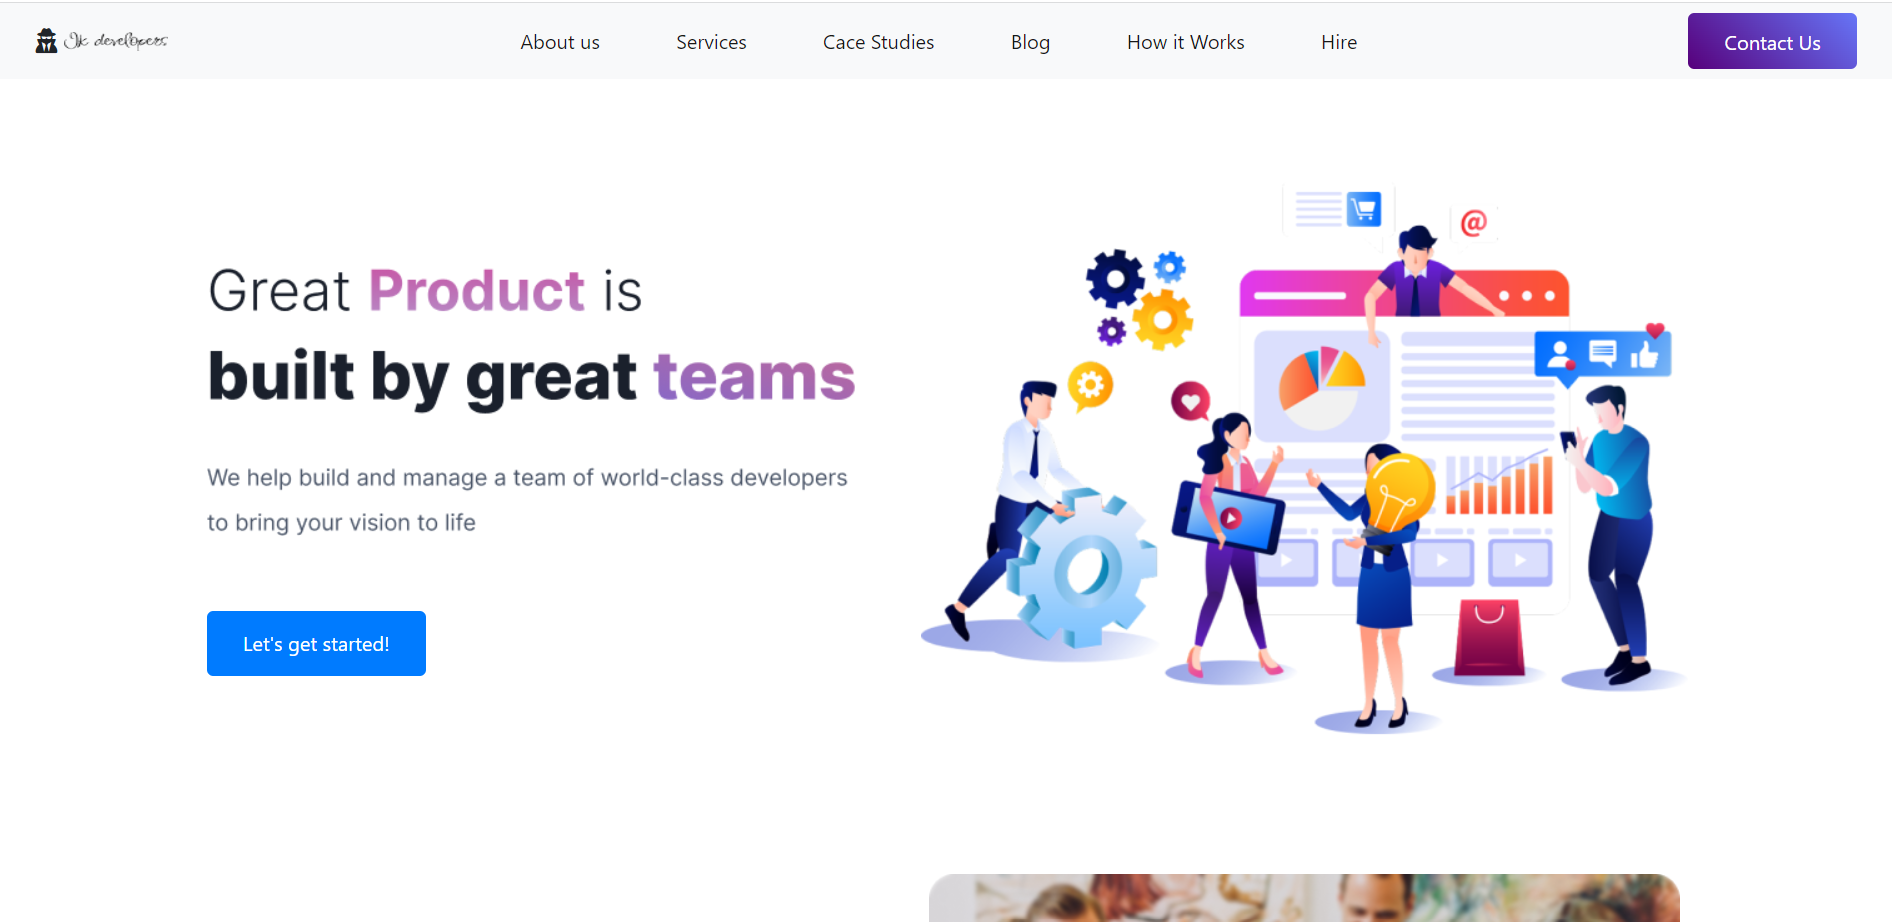 Jk developers
About us
Services
Cace Studies
Blog
How it Works
Hire
Contact Us
@
Great Product is
built by great teams
We help build and manage a team of world-class developers
to bring your vision to life
Let's get started!